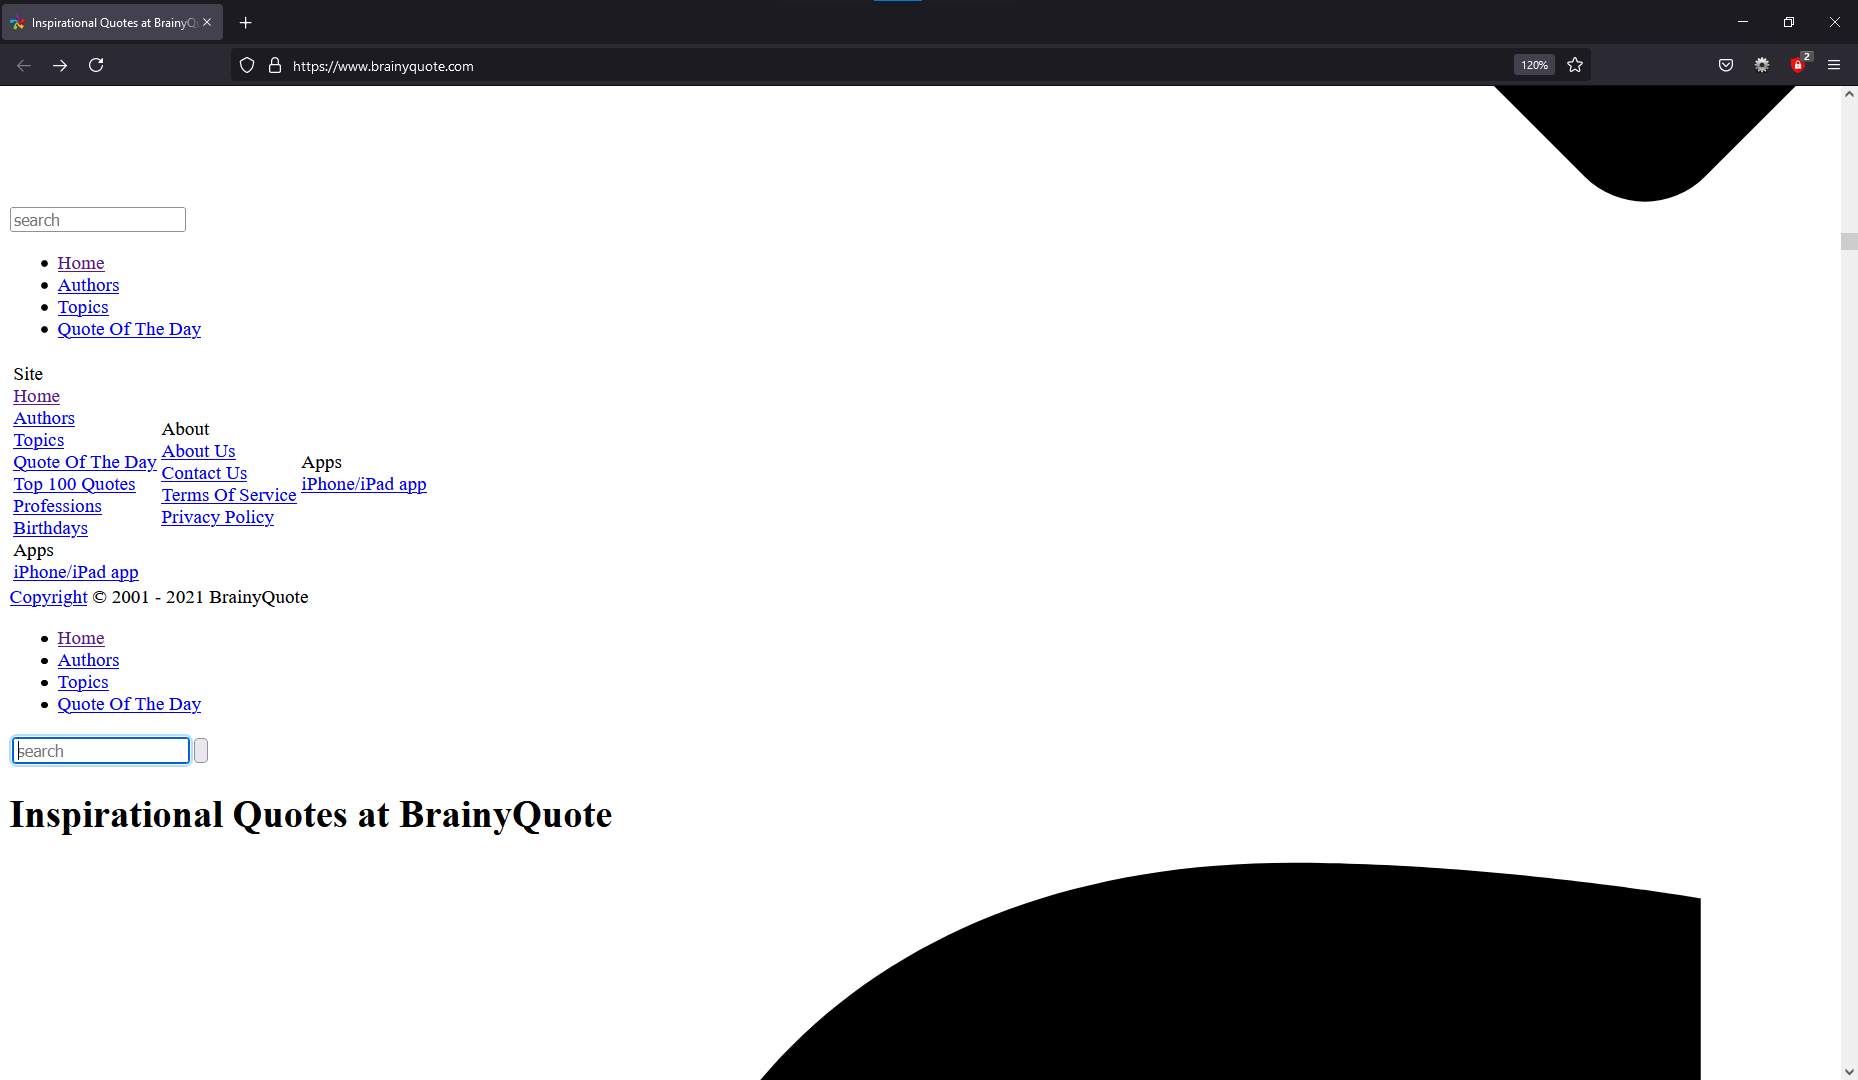 Inspirational Quotes at BrainyQ
https://www.brainyquote.com
120%
2
search
Home
Authors
Topics
Quote Of The Day
Site
Home
Authors
Topics
Quote Of The Day
Top 100 Quotes
Professions
Birthdays
Apps
iPhone/iPad app
About
About Us
Contact Us
Terms Of Service
Privacy Policy
Apps
iPhone/iPad app
Copyright © 2001 - 2021 BrainyQuote
Home
Authors
Topics
Quote Of The Day
search
Inspirational Quotes at BrainyQuote